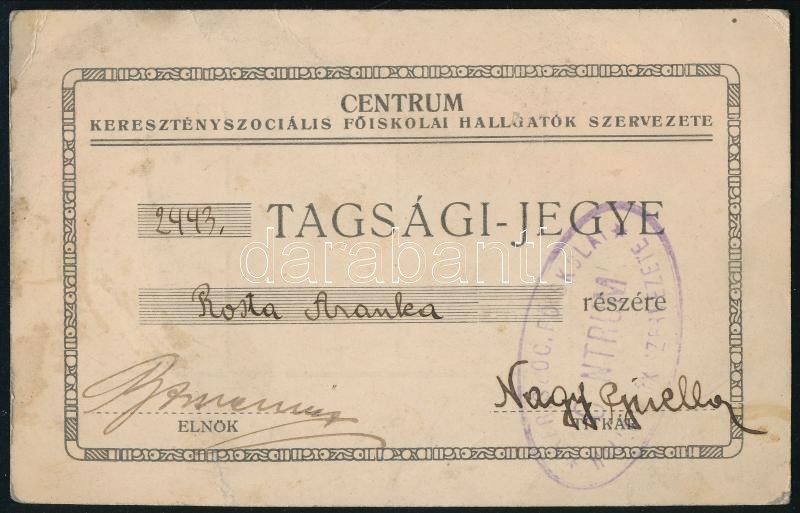 CENTRUM
KERESZTÉNYSZOCIÁLIS FŐISKOLAI HALLGATÓK SZERVEZETE
2443. TAGSÁGI-JEGYE
darabanth
Rosta Aranka részére
Nagy Gizella
ELNÖK TITKÁR